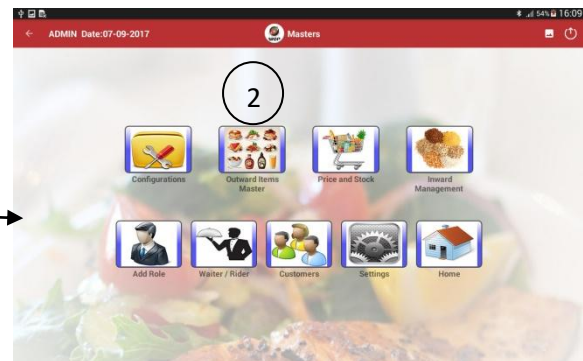 54% 16:09
ADMIN Date:07-09-2017
Masters
2
Configurations
Outward Items
Master
Price and Stock
Inward
Management
Add Role
Waiter / Rider
Customers
Settings
Home